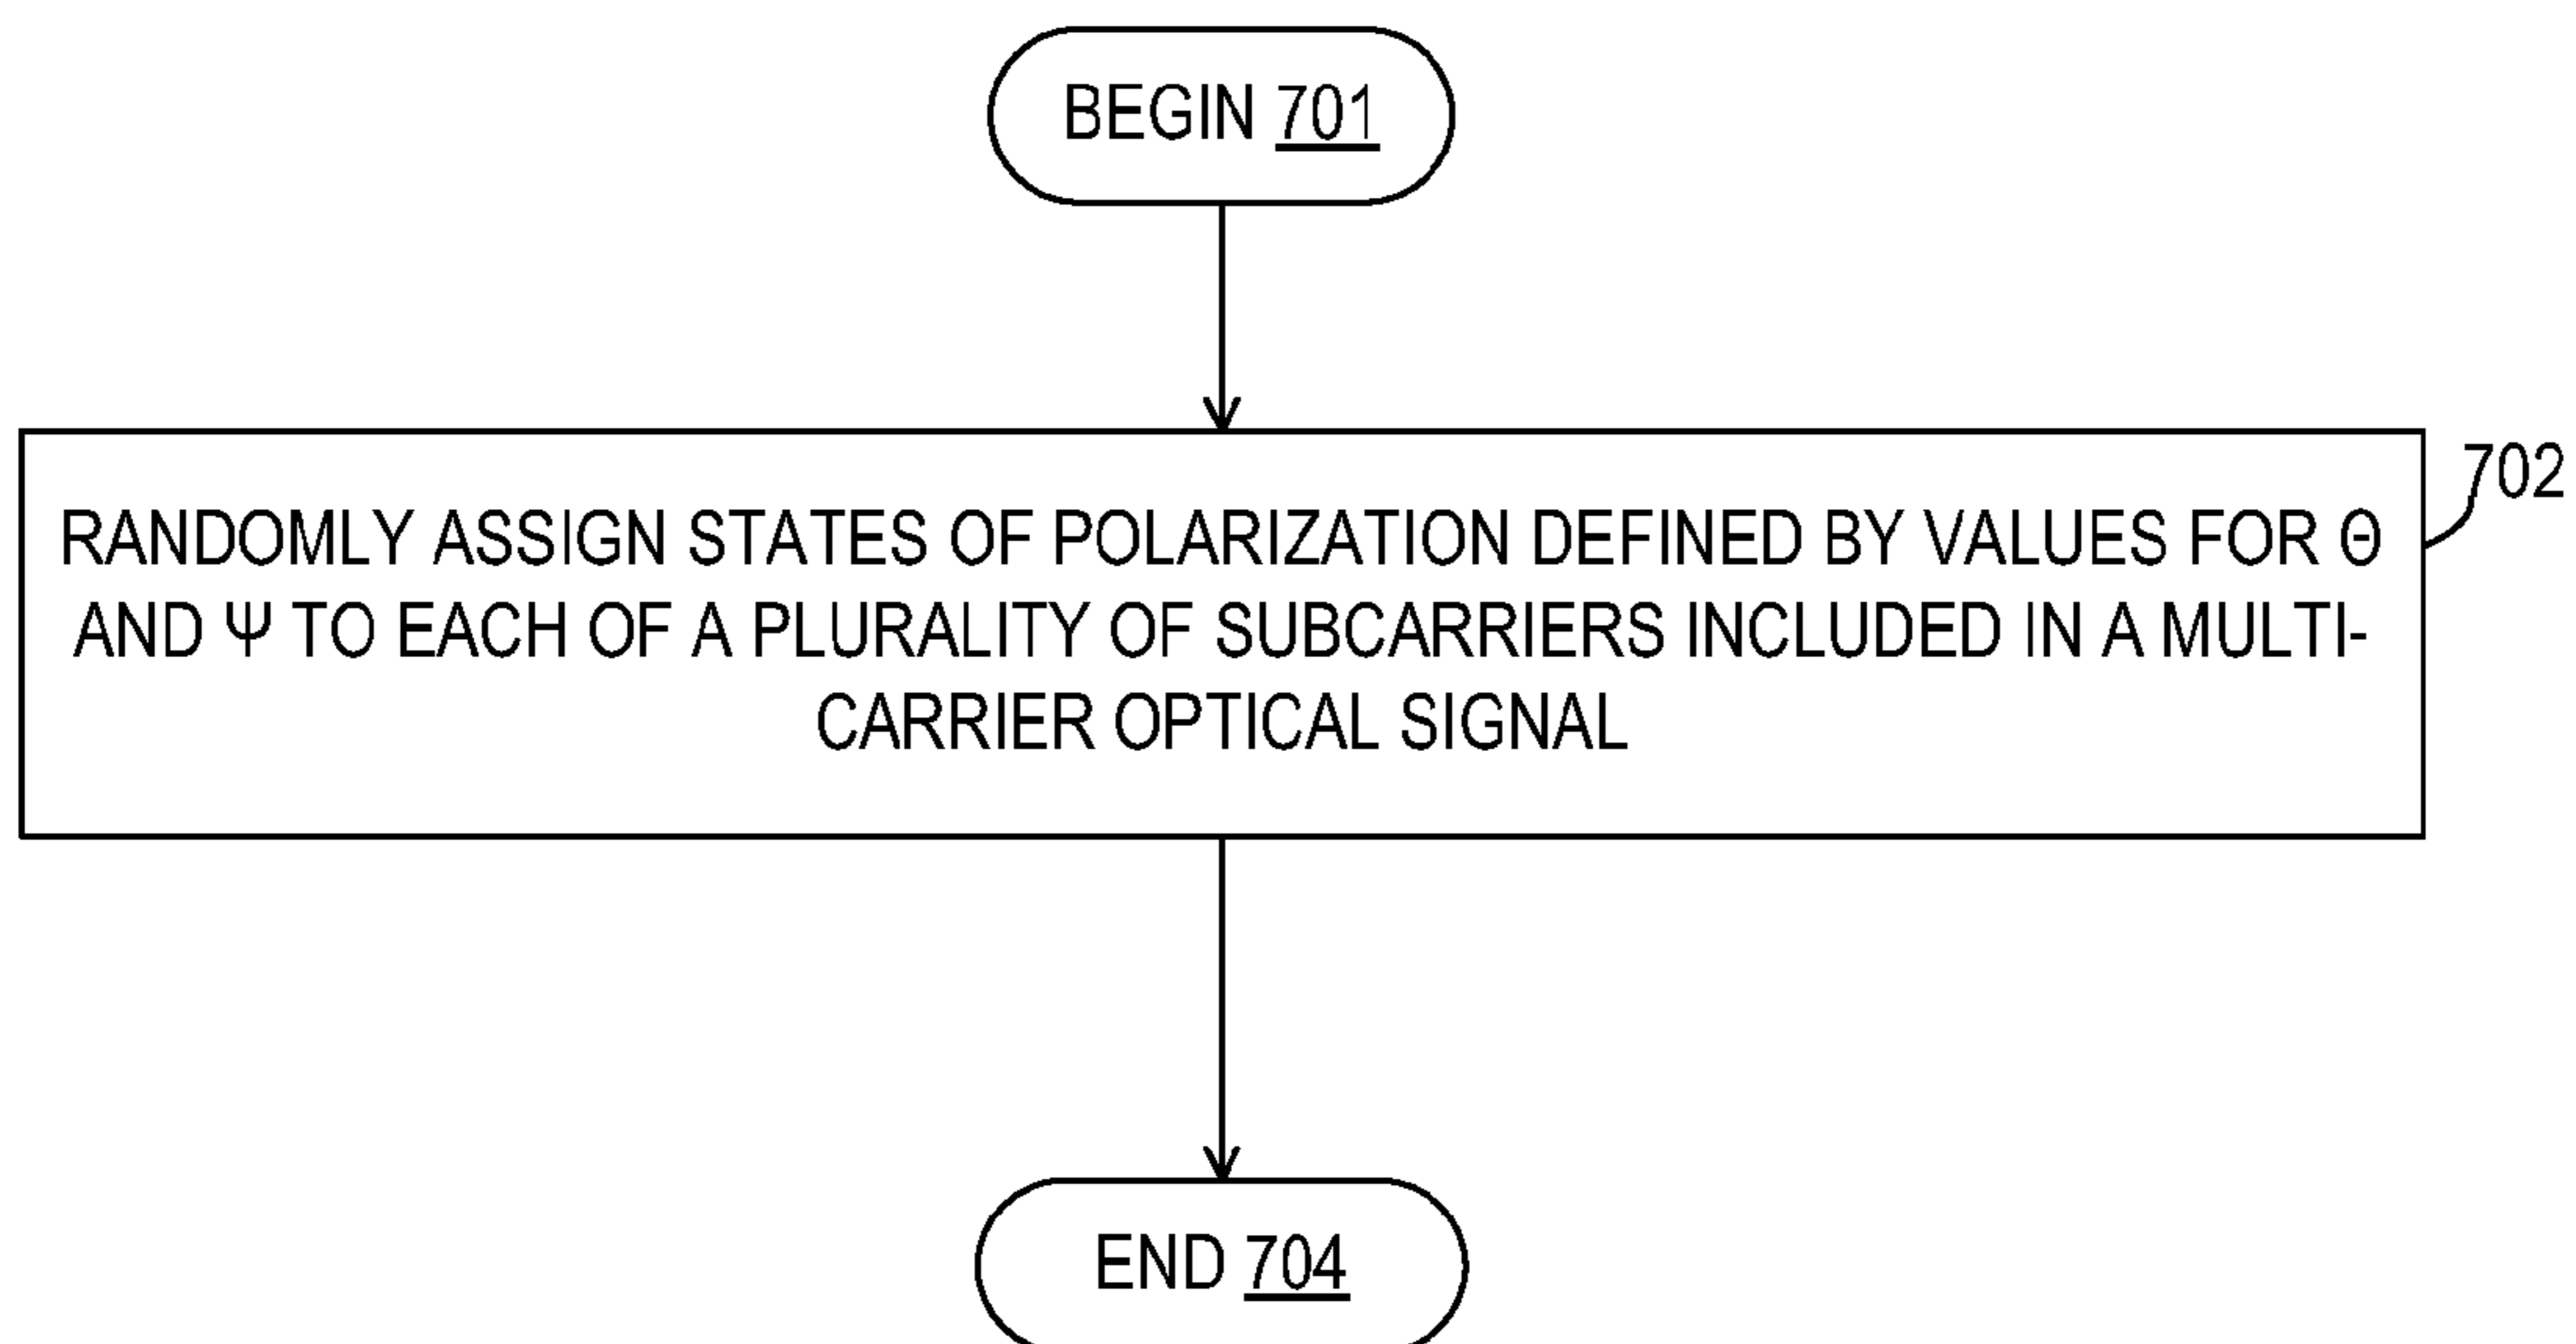 BEGIN 701
702
RANDOMLY ASSIGN STATES OF POLARIZATION DEFINED BY VALUES FOR Θ
AND Ψ TO EACH OF A PLURALITY OF SUBCARRIERS INCLUDED IN A MULTI-
CARRIER OPTICAL SIGNAL
END 704